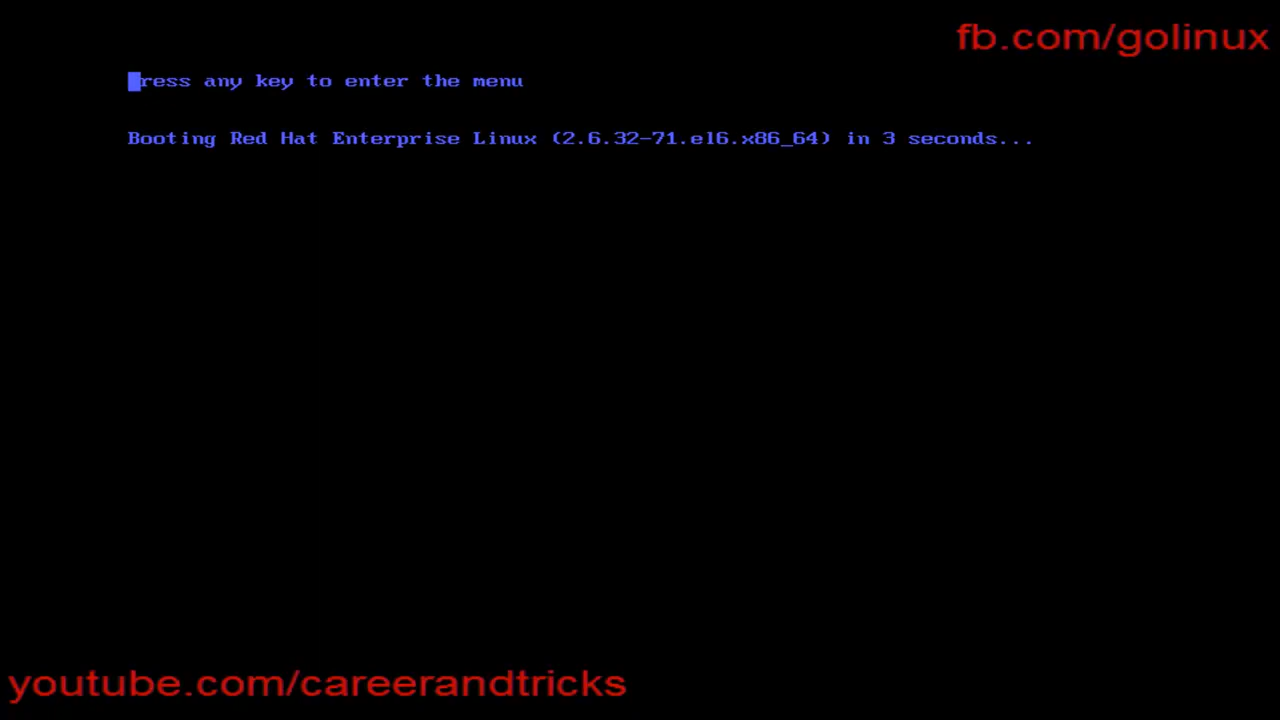 fb.com/golinux
ress any key to enter the menu
Booting Red Hat Enterprise Linux (2.6.32-71.el6.x86_64) in 3 seconds...
youtube.com/careerandtricks